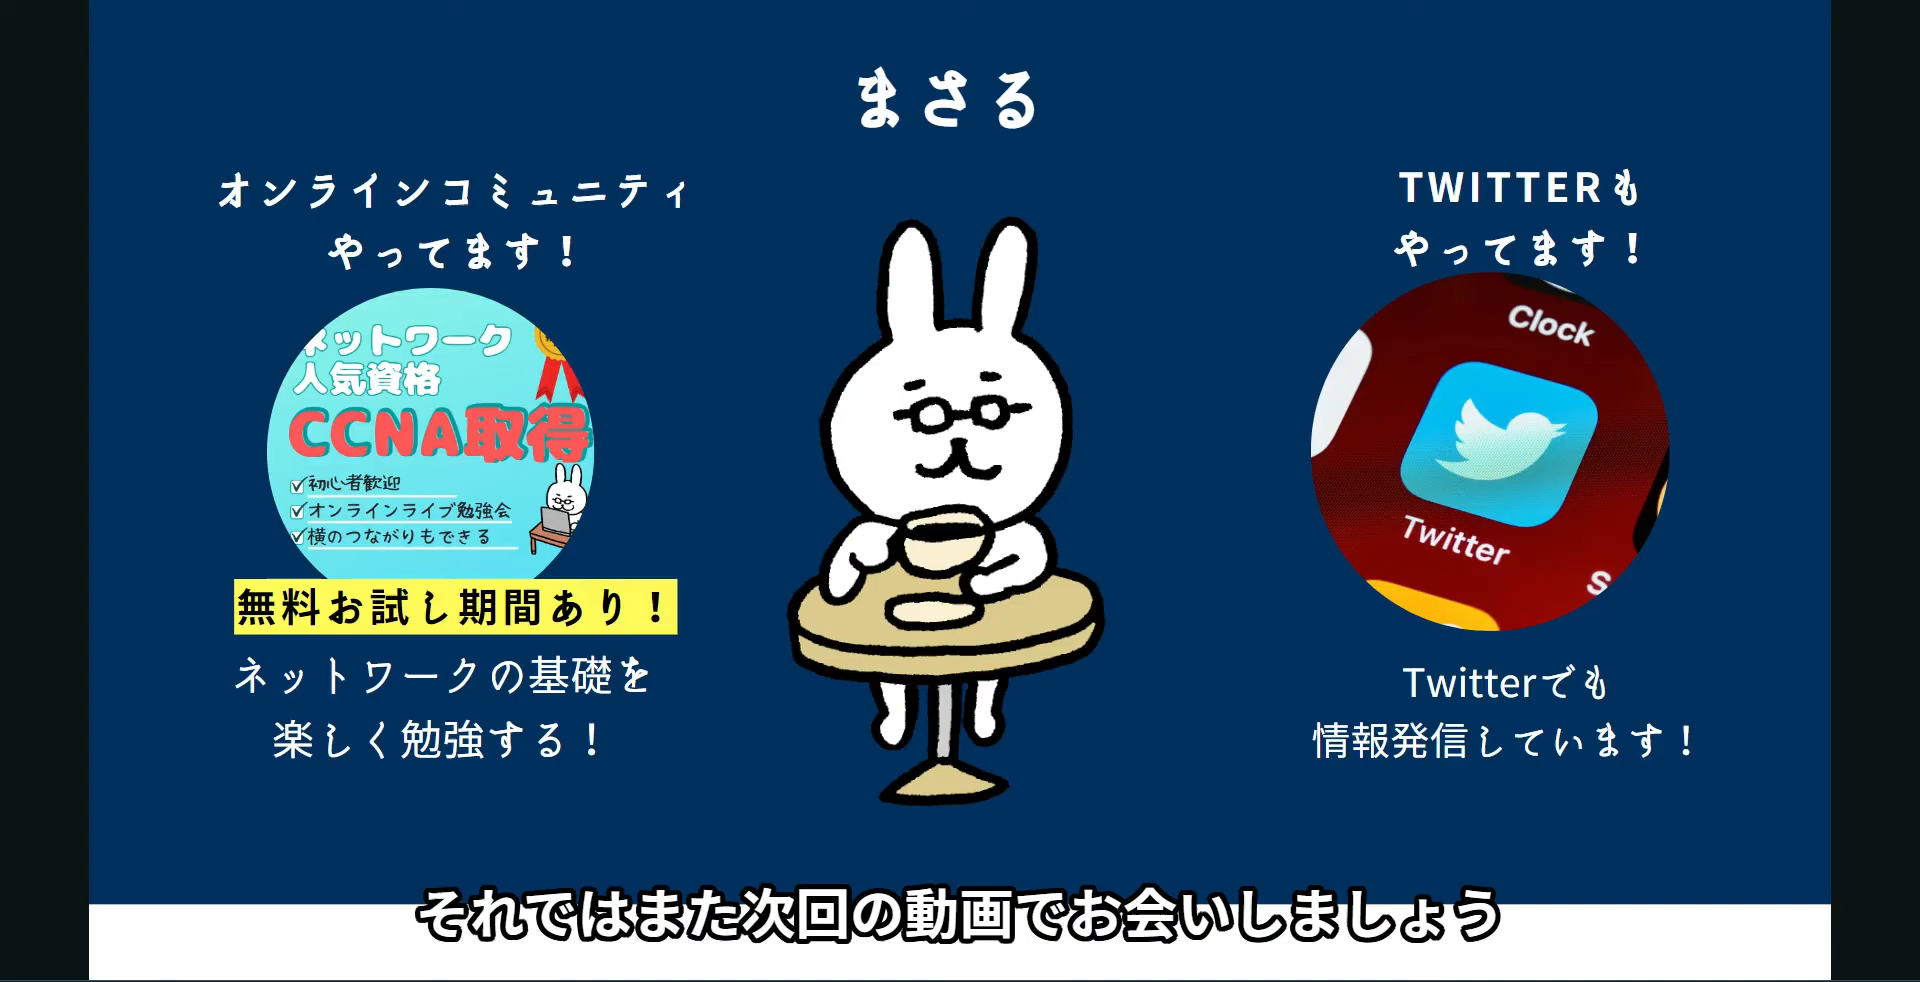 まさる
オンラインコミュニティ
やってます！
ネットワーク
人気資格
CCNA取得
初心者歓迎
オンラインライブ勉強会
横のつながりもできる
無料お試し期間あり！
ネットワークの基礎を
楽しく勉強する！
TWITTERも
やってます！
Clock
Twitter
S
Twitterでも
情報発信しています！
それではまた次回の動画でお会いしましょう